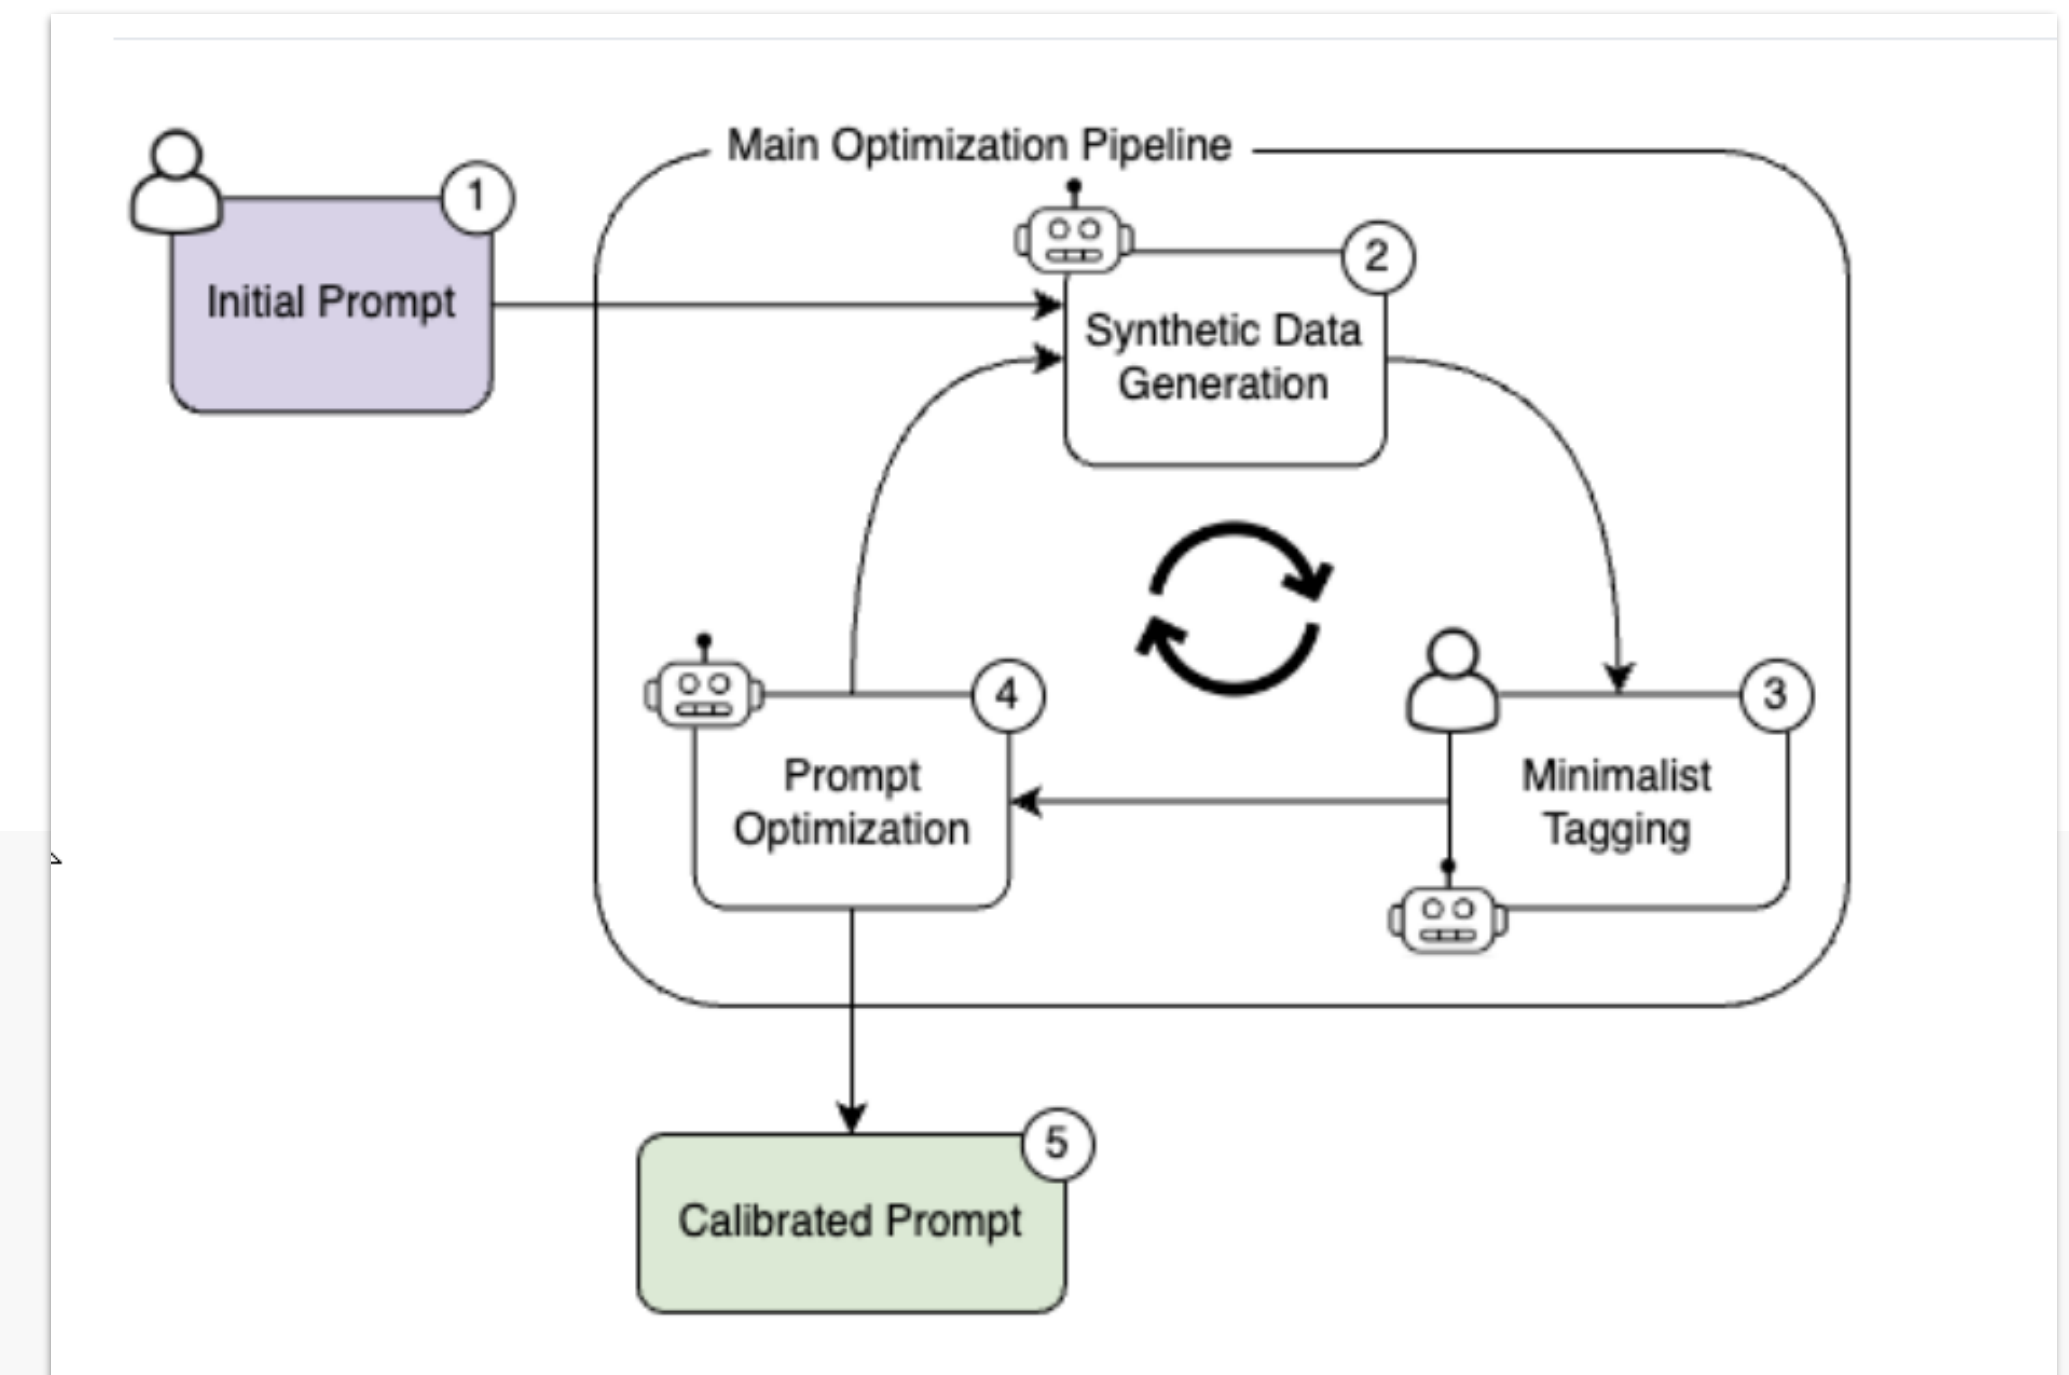 Main Optimization Pipeline
1
Initial Prompt
2
Synthetic Data
Generation
3
Minimalist
Tagging
4
Prompt
Optimization
5
Calibrated Prompt